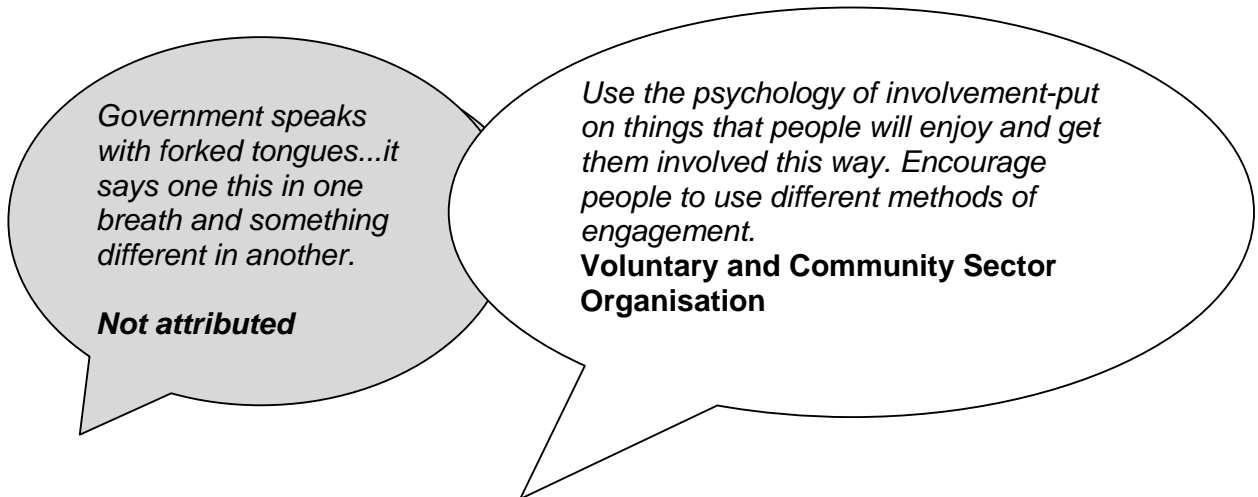 Government speaks
with forked tongues...it
says one this in one
breath and something
different in another.
Not attributed
Use the psychology of involvement-put
on things that people will enjoy and get
them involved this way. Encourage
people to use different methods of
engagement.
Voluntary and Community Sector
Organisation